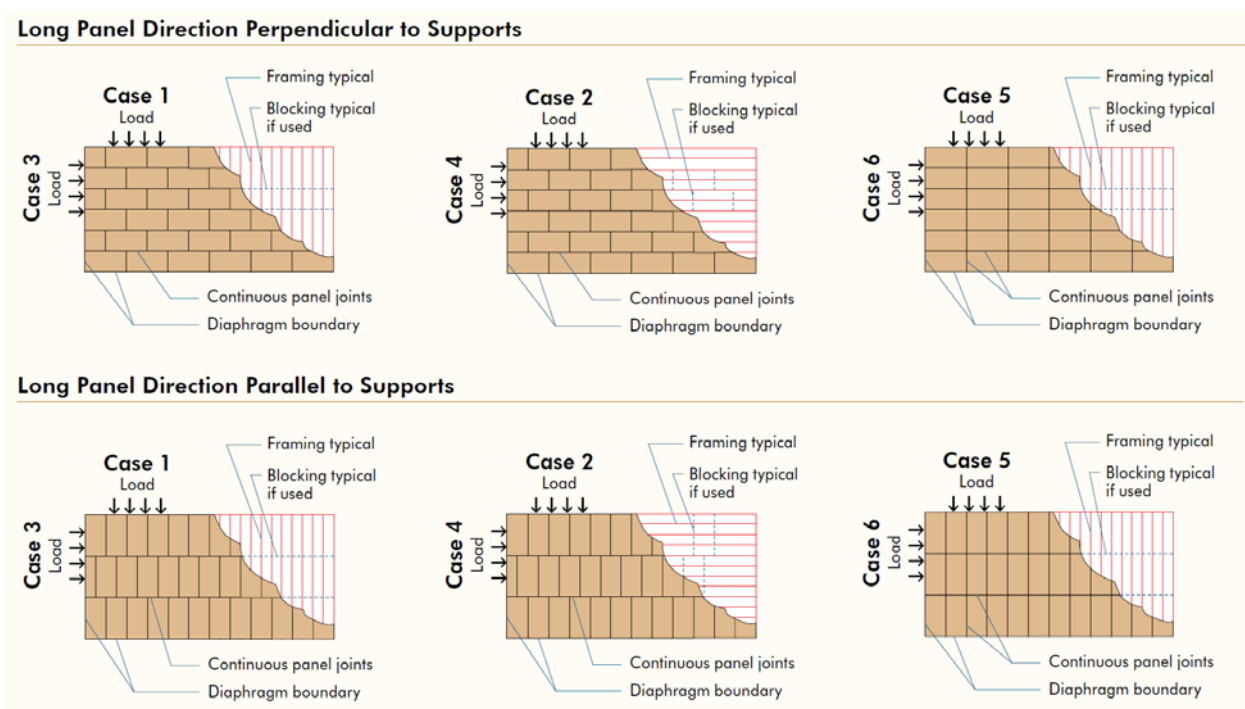 Long Panel Direction Perpendicular to Supports
Case 1
Load
Framing typical
Blocking typical
if used
Case 3
Load
Continuous panel joints
Diaphragm boundary
Case 2
Load
Framing typical
Blocking typical
if used
Case 4
Load
Continuous panel joints
Diaphragm boundary
Case 5
Load
Framing typical
Blocking typical
if used
Case 6
Load
Continuous panel joints
Diaphragm boundary
Long Panel Direction Parallel to Supports
Case 1
Load
Framing typical
Blocking typical
if used
Case 3
Load
Continuous panel joints
Diaphragm boundary
Case 2
Load
Framing typical
Blocking typical
if used
Case 4
Load
Continuous panel joints
Diaphragm boundary
Case 5
Load
Framing typical
Blocking typical
if used
Case 6
Load
Continuous panel joints
Diaphragm boundary